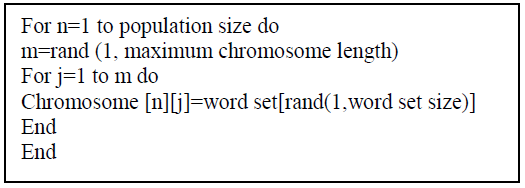 For n=1 to population size do
m=rand (1, maximum chromosome length)
For j=1 to m do
Chromosome [n][j]=word set[rand(1,word set size)]
End
End